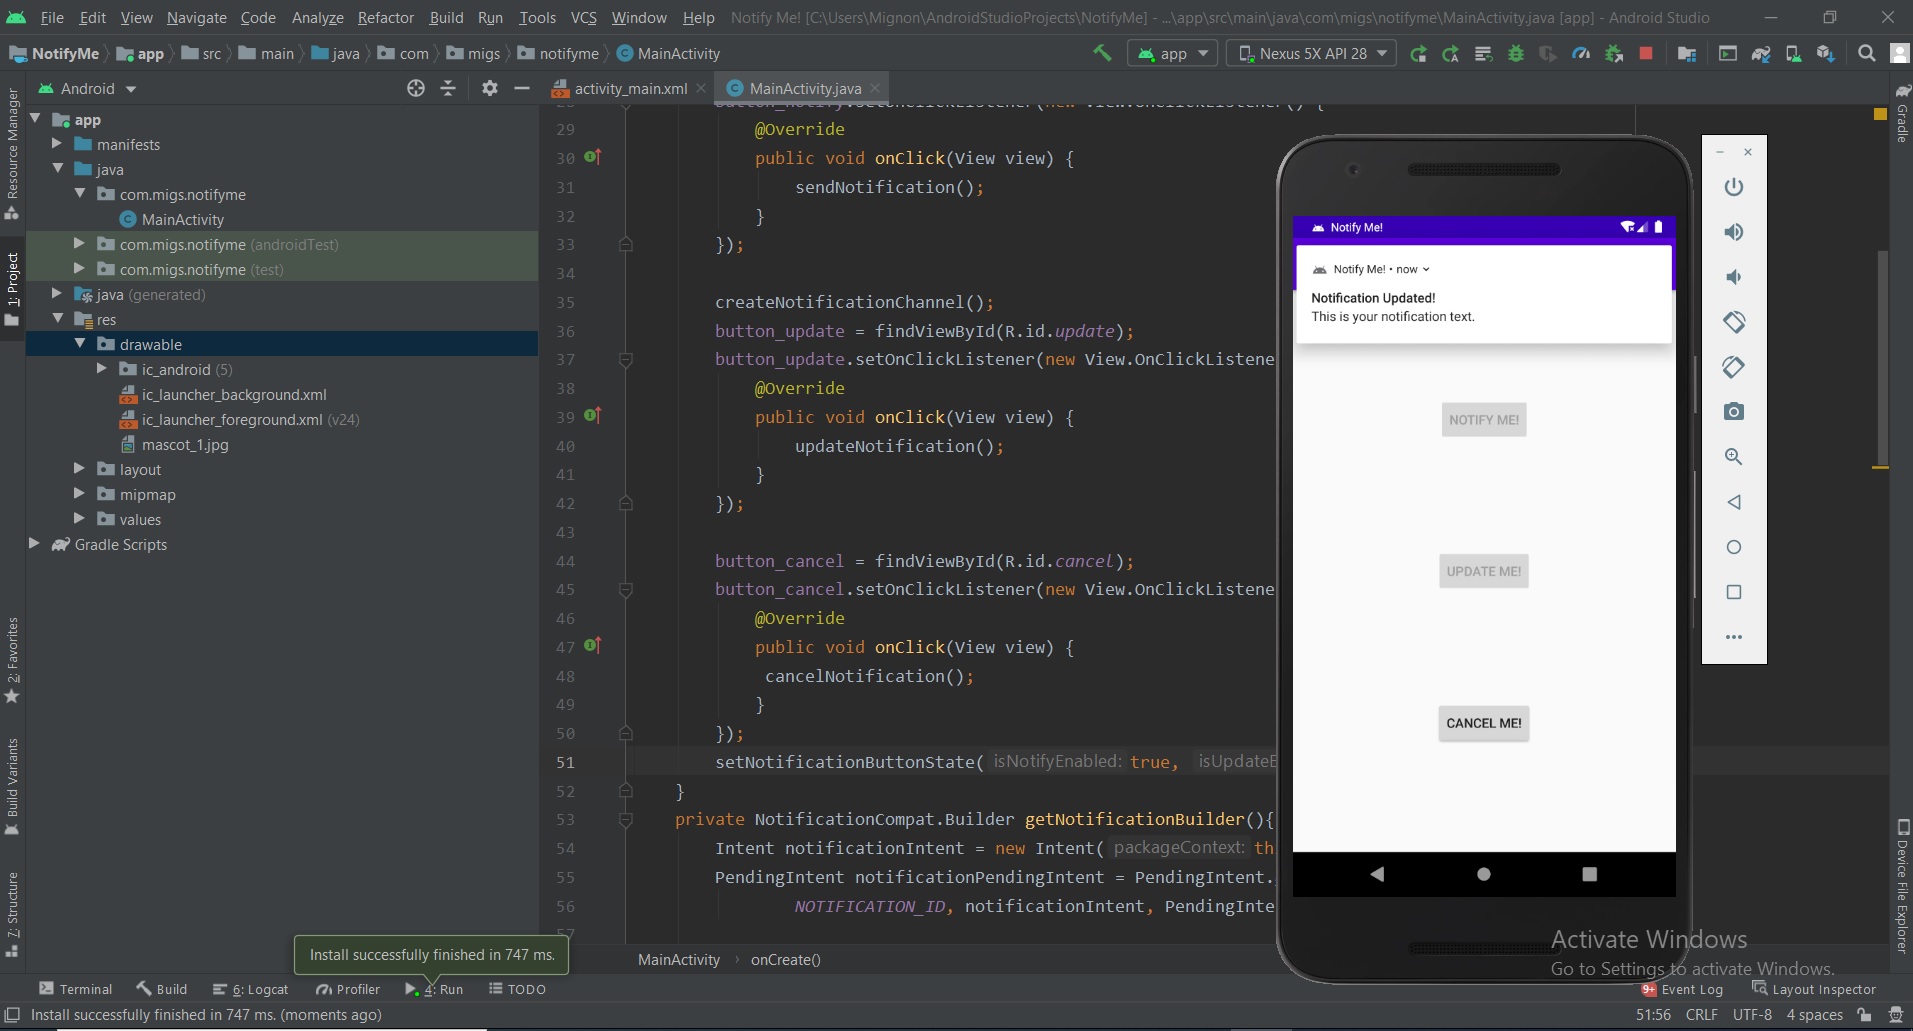 File Edit View Navigate Code Analyze Refactor Build Run Tools VCS Window Help Notify Me! [C:\Users\Mignon\AndroidStudioProjects\NotifyMe] - ...\app\src\main\java\com\migs\notifyme\MainActivity.java [app] - Android Studio
NotifyMe app src main java com migs notifyme MainActivity app Nexus 5X API 28
Android activity_main.xml MainActivity.java
Resource Manager
1: Project
2: Favorites
Build Variants
7: Structure
app
manifests
java
com.migs.notifyme
MainActivity
com.migs.notifyme (androidTest)
com.migs.notifyme (test)
java (generated)
res
drawable
ic_android (5)
ic_launcher_background.xml
ic_launcher_foreground.xml (v24)
mascot_1.jpg
layout
mipmap
values
Gradle Scripts
29 @Override
30 public void onClick(View view) {
31 sendNotification();
32 }
33 });
34
35 createNotificationChannel();
36 button_update = findViewById(R.id.update);
37 button_update.setOnClickListener(new View.OnClickListene
38 @Override
39 public void onClick(View view) {
40 updateNotification();
41 }
42 });
43
44 button_cancel = findViewById(R.id.cancel);
45 button_cancel.setOnClickListener(new View.OnClickListene
46 @Override
47 public void onClick(View view) {
48 cancelNotification();
49 }
50 });
51 setNotificationButtonState( isNotifyEnabled: true, isUpdateE
52 }
53 private NotificationCompat.Builder getNotificationBuilder(){
54 Intent notificationIntent = new Intent( packageContext: th
55 PendingIntent notificationPendingIntent = PendingIntent.
56 NOTIFICATION_ID, notificationIntent, PendingInte
57
Notify Me!
Notify Me! • now
Notification Updated!
This is your notification text.
NOTIFY ME!
UPDATE ME!
CANCEL ME!
Gradle
Device File Explorer
Activate Windows
Go to Settings to activate Windows.
Install successfully finished in 747 ms.
MainActivity › onCreate()
Terminal Build 6: Logcat Profiler 4: Run TODO 9+ Event Log Layout Inspector
Install successfully finished in 747 ms. (moments ago) 51:56 CRLF UTF-8 4 spaces